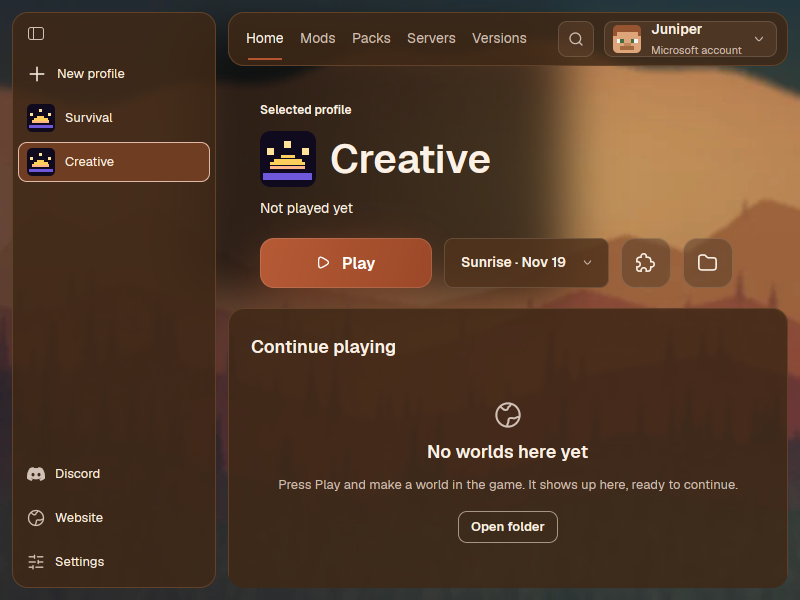 New profile
Survival
Creative
Discord
Website
Settings
Home Mods Packs Servers Versions
Juniper
Microsoft account
Selected profile
Creative
Not played yet
Play
Sunrise · Nov 19
Continue playing
No worlds here yet
Press Play and make a world in the game. It shows up here, ready to continue.
Open folder